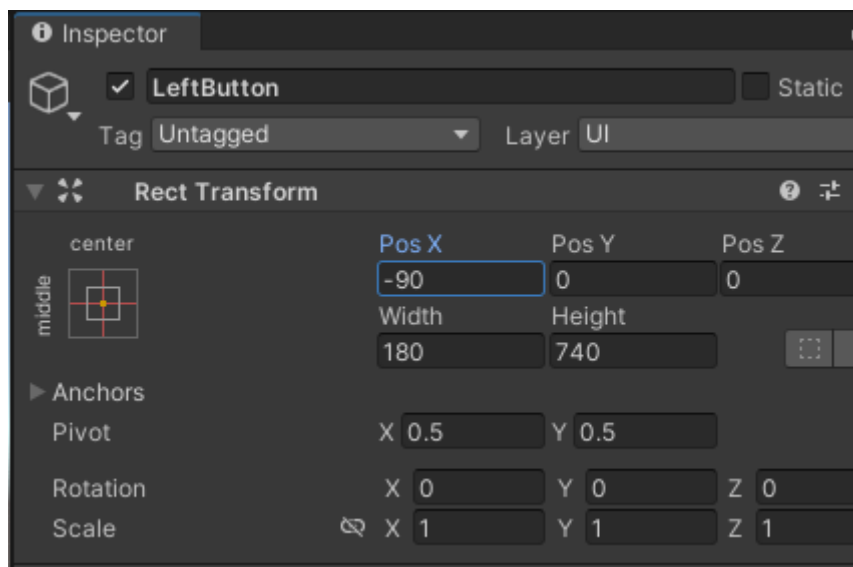 Inspector
LeftButton Static
Tag Untagged Layer UI
Rect Transform
center Pos X Pos Y Pos Z
middle -90 0 0
Width Height
180 740
Anchors
Pivot X 0.5 Y 0.5
Rotation X 0 Y 0 Z 0
Scale X 1 Y 1 Z 1